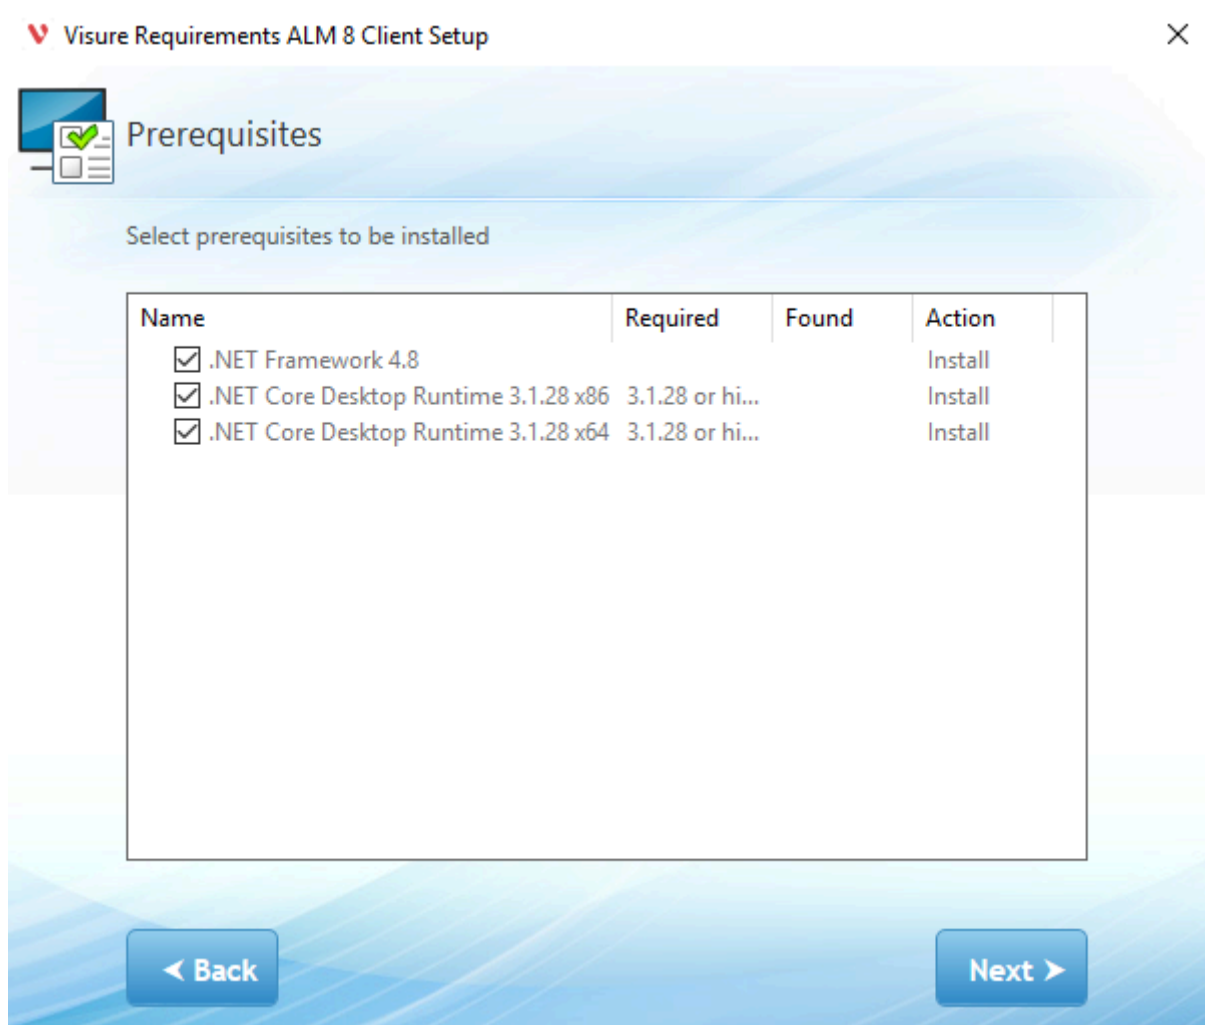 Visure Requirements ALM 8 Client Setup
Prerequisites
Select prerequisites to be installed
Name Required Found Action
.NET Framework 4.8 Install
.NET Core Desktop Runtime 3.1.28 x86 3.1.28 or hi... Install
.NET Core Desktop Runtime 3.1.28 x64 3.1.28 or hi... Install
Back Next